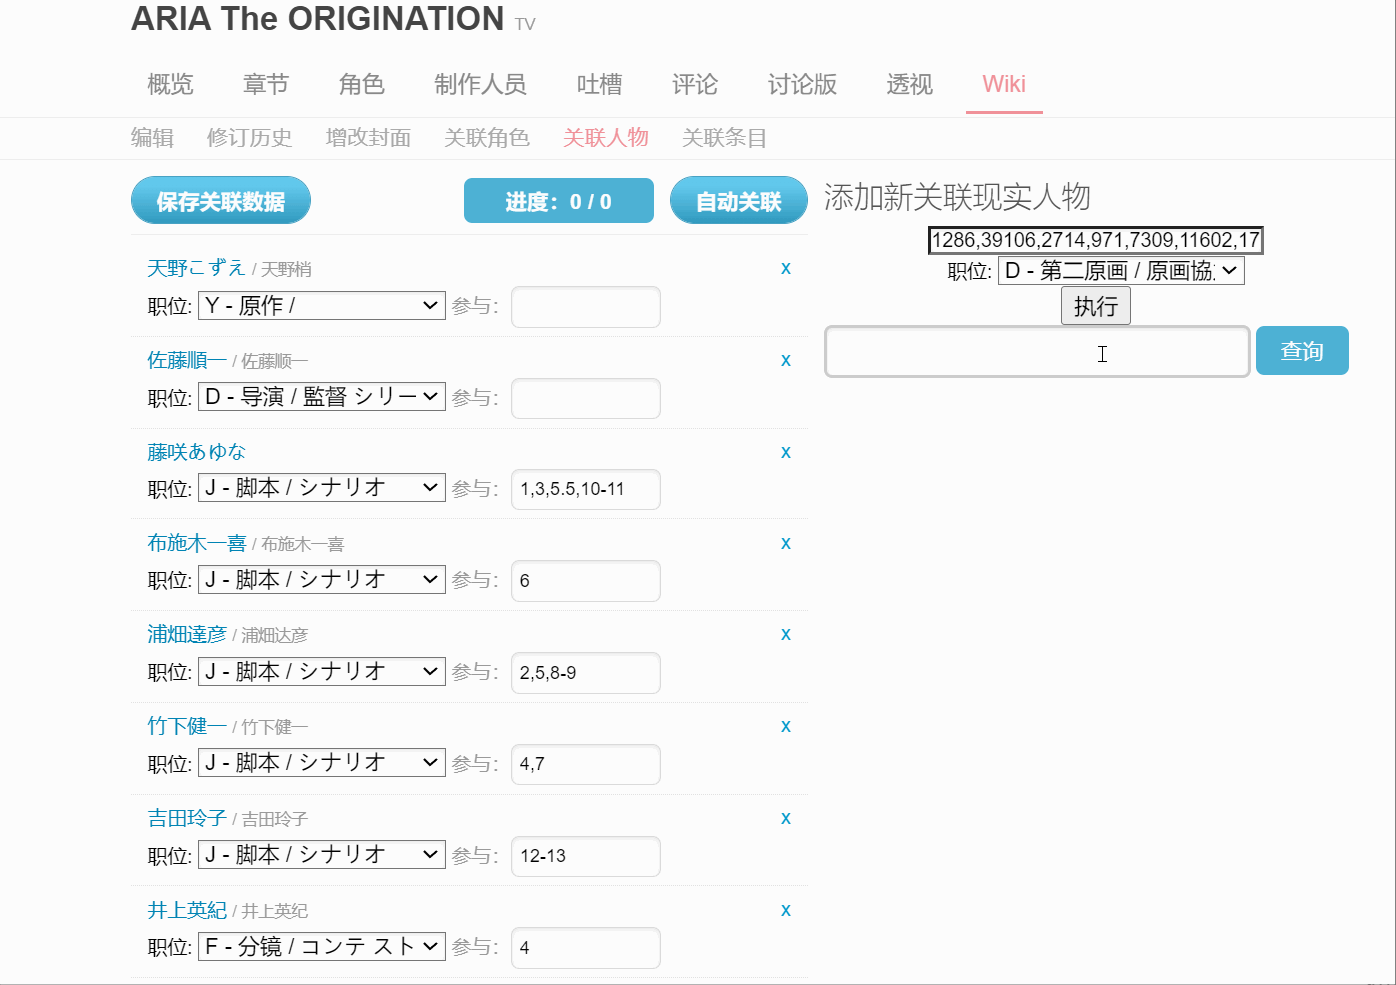 ARIA The ORIGINATION TV
概览 章节 角色 制作人员 吐槽 评论 讨论版 透视 Wiki
编辑 修订历史 增改封面 关联角色 关联人物 关联条目
保存关联数据 进度：0 / 0 自动关联
添加新关联现实人物
1286,39106,2714,971,7309,11602,17
职位: D - 第二原画 / 原画協
执行
查询
天野こずえ / 天野梢 x
职位: Y - 原作 / 参与：
佐藤順一 / 佐藤顺一 x
职位: D - 导演 / 監督 シリー 参与：
藤咲あゆな x
职位: J - 脚本 / シナリオ 参与： 1,3,5.5,10-11
布施木一喜 / 布施木一喜 x
职位: J - 脚本 / シナリオ 参与： 6
浦畑達彦 / 浦畑达彦 x
职位: J - 脚本 / シナリオ 参与： 2,5,8-9
竹下健一 / 竹下健一 x
职位: J - 脚本 / シナリオ 参与： 4,7
吉田玲子 / 吉田玲子 x
职位: J - 脚本 / シナリオ 参与： 12-13
井上英紀 / 井上英纪 x
职位: F - 分镜 / コンテ スト 参与： 4